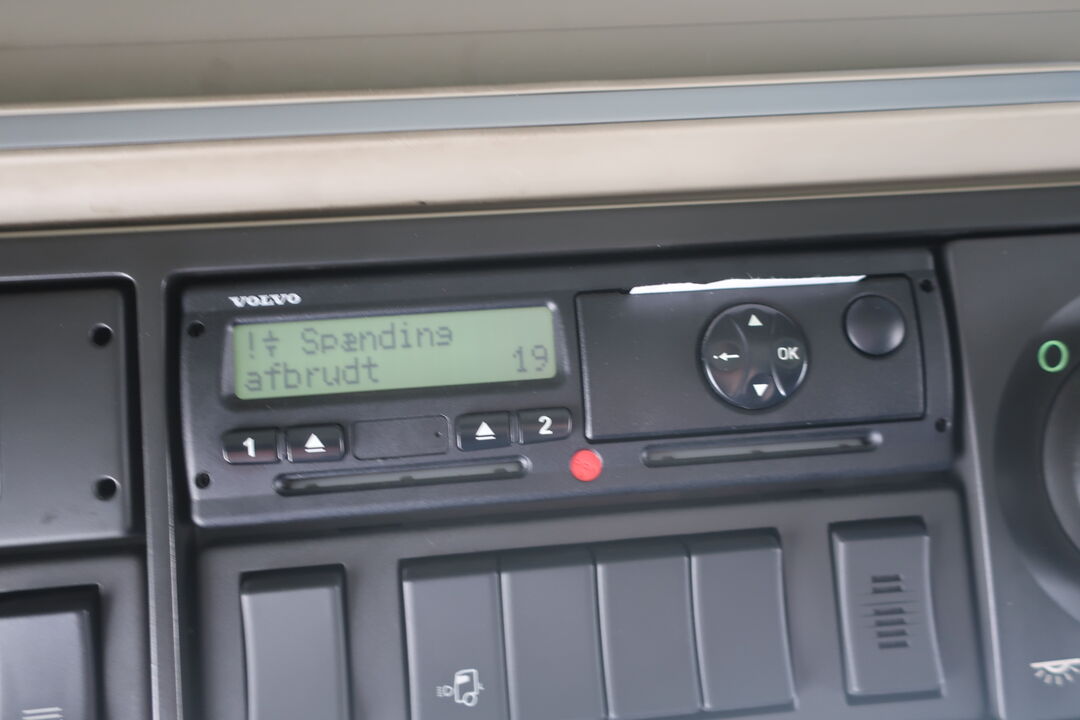 VOLVO
!÷ Spænding
afbrudt 19
1
2
OK